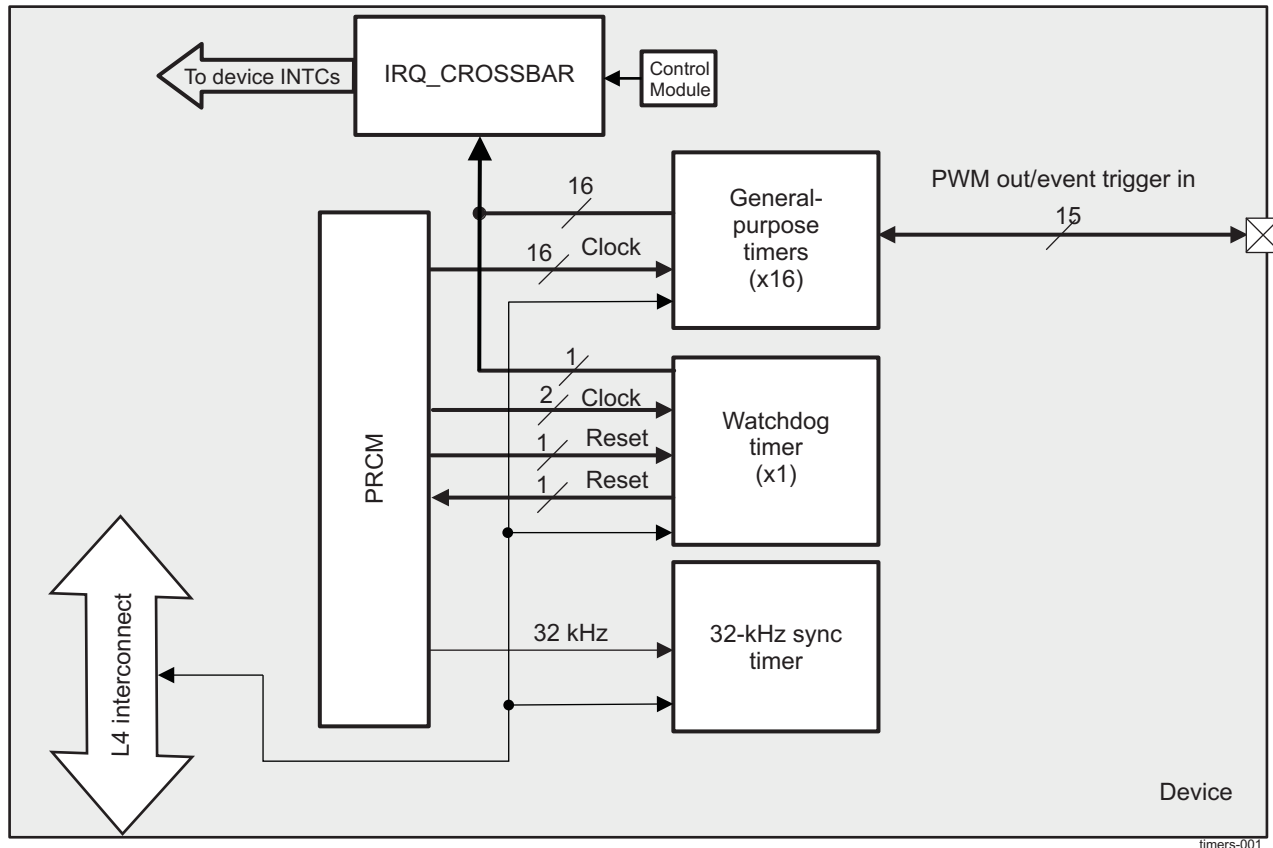 To device INTCs
IRQ_CROSSBAR
Control
Module
16
General-
purpose
timers
(x16)
PWM out/event trigger in
15
16
Clock
1
2
Clock
1
Reset
1
Reset
Watchdog
timer
(x1)
PRCM
32 kHz
32-kHz sync
timer
L4 interconnect
Device
timers-001